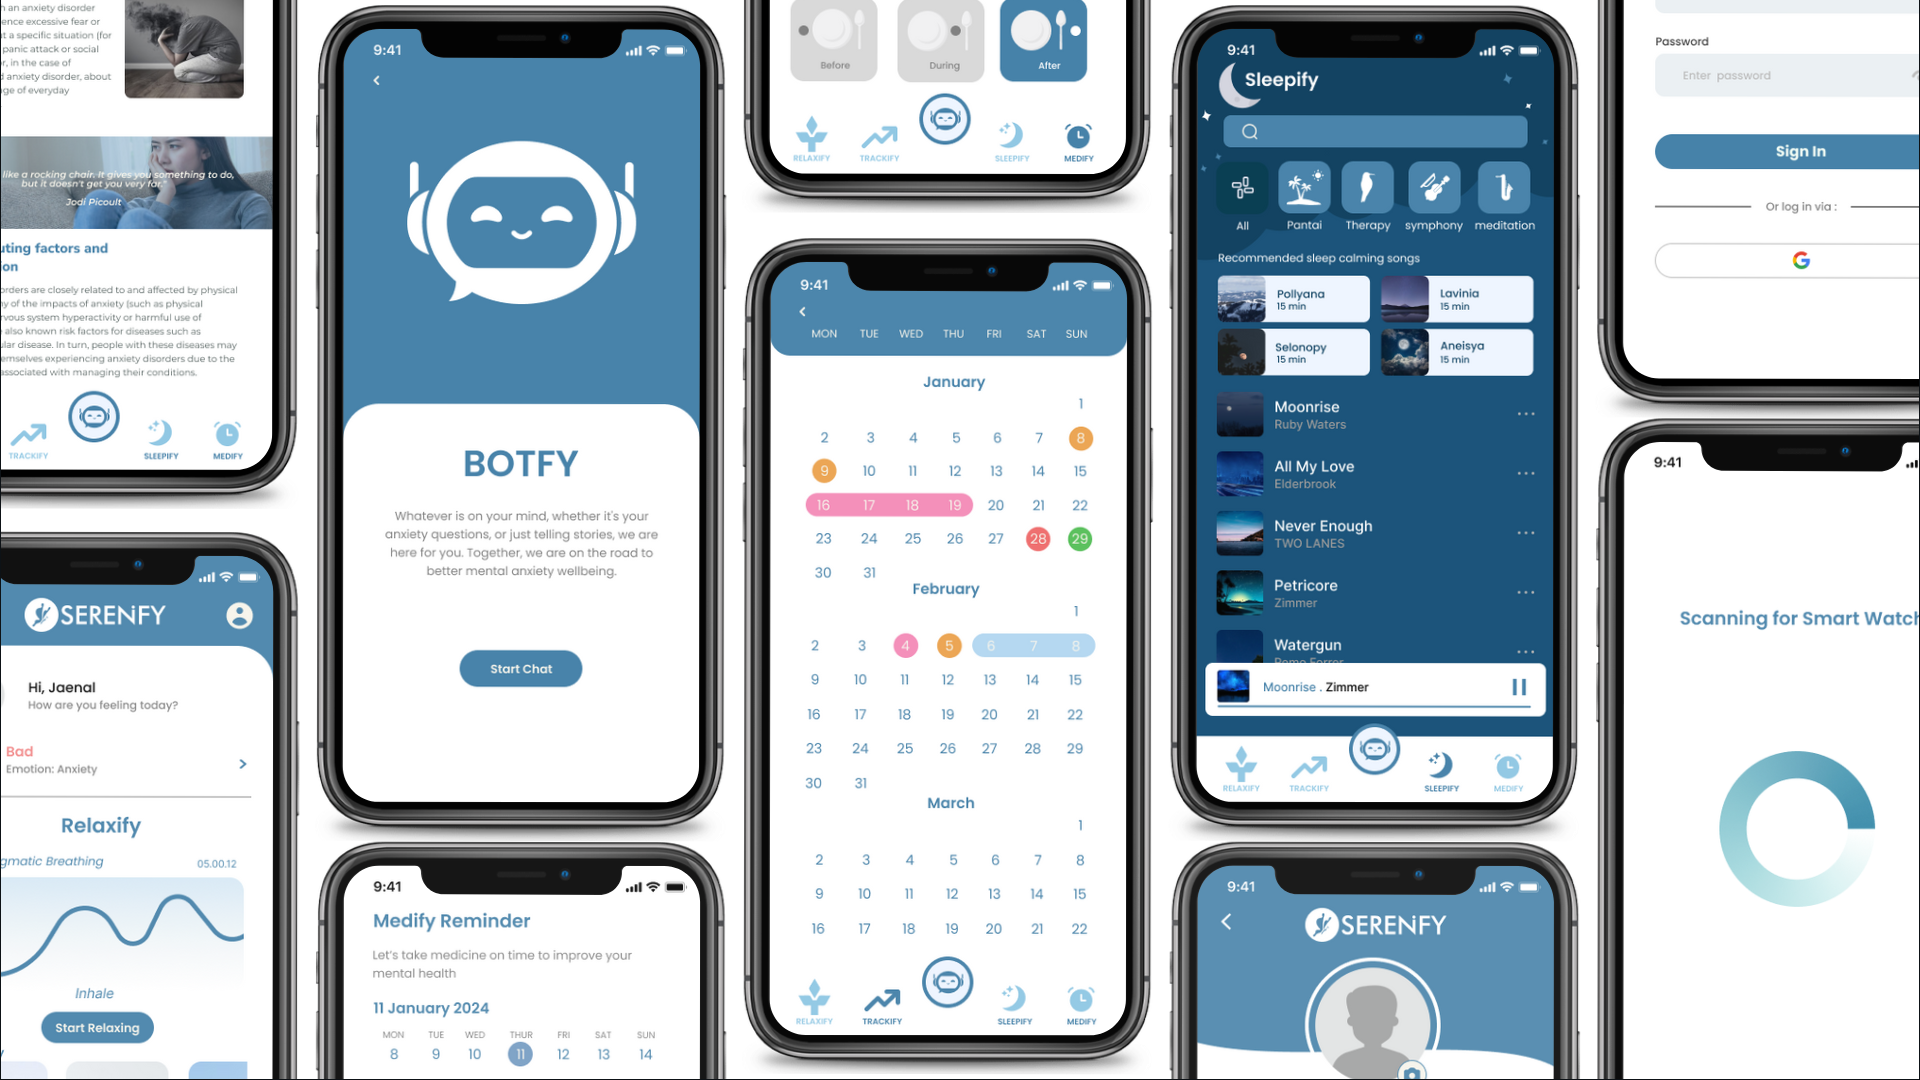 n an anxiety disorder
ence excessive fear or
t a specific situation (for
panic attack or social
r, in the case of
d anxiety disorder, about
ge of everyday
like a rocking chair. It gives you something to do,
but it doesn't get you very far."
Jodi Picoult
uting factors and
ion
orders are closely related to and affected by physical
y of the impacts of anxiety (such as physical
rvous system hyperactivity or harmful use of
also known risk factors for diseases such as
ular disease. In turn, people with these diseases may
emselves experiencing anxiety disorders due to the
associated with managing their conditions.
TRACKIFY
SLEEPIFY
MEDIFY
SERENiFY
Hi, Jaenal
How are you feeling today?
Bad
Emotion: Anxiety
Relaxify
gmatic Breathing
05.00.12
Inhale
Start Relaxing
9:41
BOTFY
Whatever is on your mind, whether it's your
anxiety questions, or just telling stories, we are
here for you. Together, we are on the road to
better mental anxiety wellbeing.
Start Chat
9:41
Medify Reminder
Let's take medicine on time to improve your
mental health
11 January 2024
MON TUE WED THUR FRI SAT SUN
8 9 10 11 12 13 14
Before During After
RELAXIFY TRACKIFY SLEEPIFY MEDIFY
9:41
MON TUE WED THU FRI SAT SUN
January
1
2 3 4 5 6 7 8
9 10 11 12 13 14 15
16 17 18 19 20 21 22
23 24 25 26 27 28 29
30 31
February
1
2 3 4 5 6 7 8
9 10 11 12 13 14 15
16 17 18 19 20 21 22
23 24 25 26 27 28 29
30 31
March
1
2 3 4 5 6 7 8
9 10 11 12 13 14 15
16 17 18 19 20 21 22
RELAXIFY TRACKIFY SLEEPIFY MEDIFY
9:41
Sleepify
All Pantai Therapy symphony meditation
Recommended sleep calming songs
Pollyana
15 min
Lavinia
15 min
Selonopy
15 min
Aneisya
15 min
Moonrise
Ruby Waters
All My Love
Elderbrook
Never Enough
TWO LANES
Petricore
Zimmer
Watergun
Moonrise . Zimmer
RELAXIFY TRACKIFY SLEEPIFY MEDIFY
9:41
SERENiFY
Password
Enter password
Sign In
Or log in via :
9:41
Scanning for Smart Watch